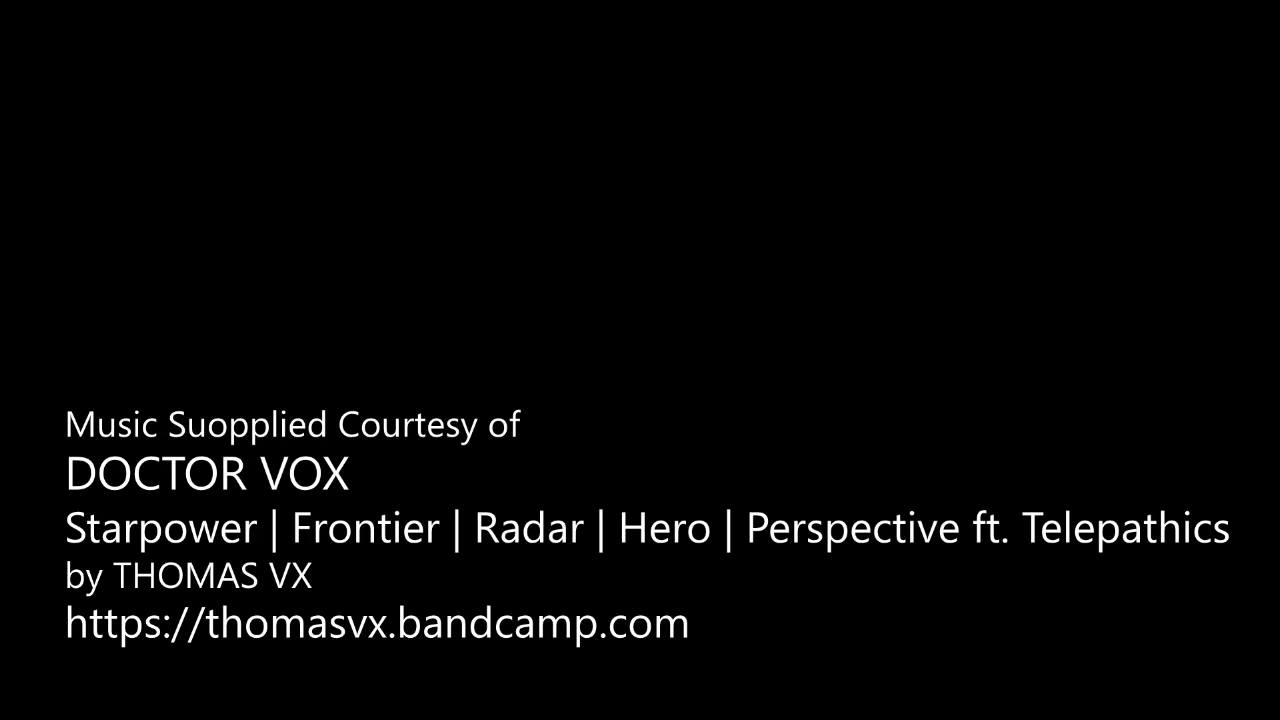 Music Suopplied Courtesy of
DOCTOR VOX
Starpower | Frontier | Radar | Hero | Perspective ft. Telepathics
by THOMAS VX
https://thomasvx.bandcamp.com